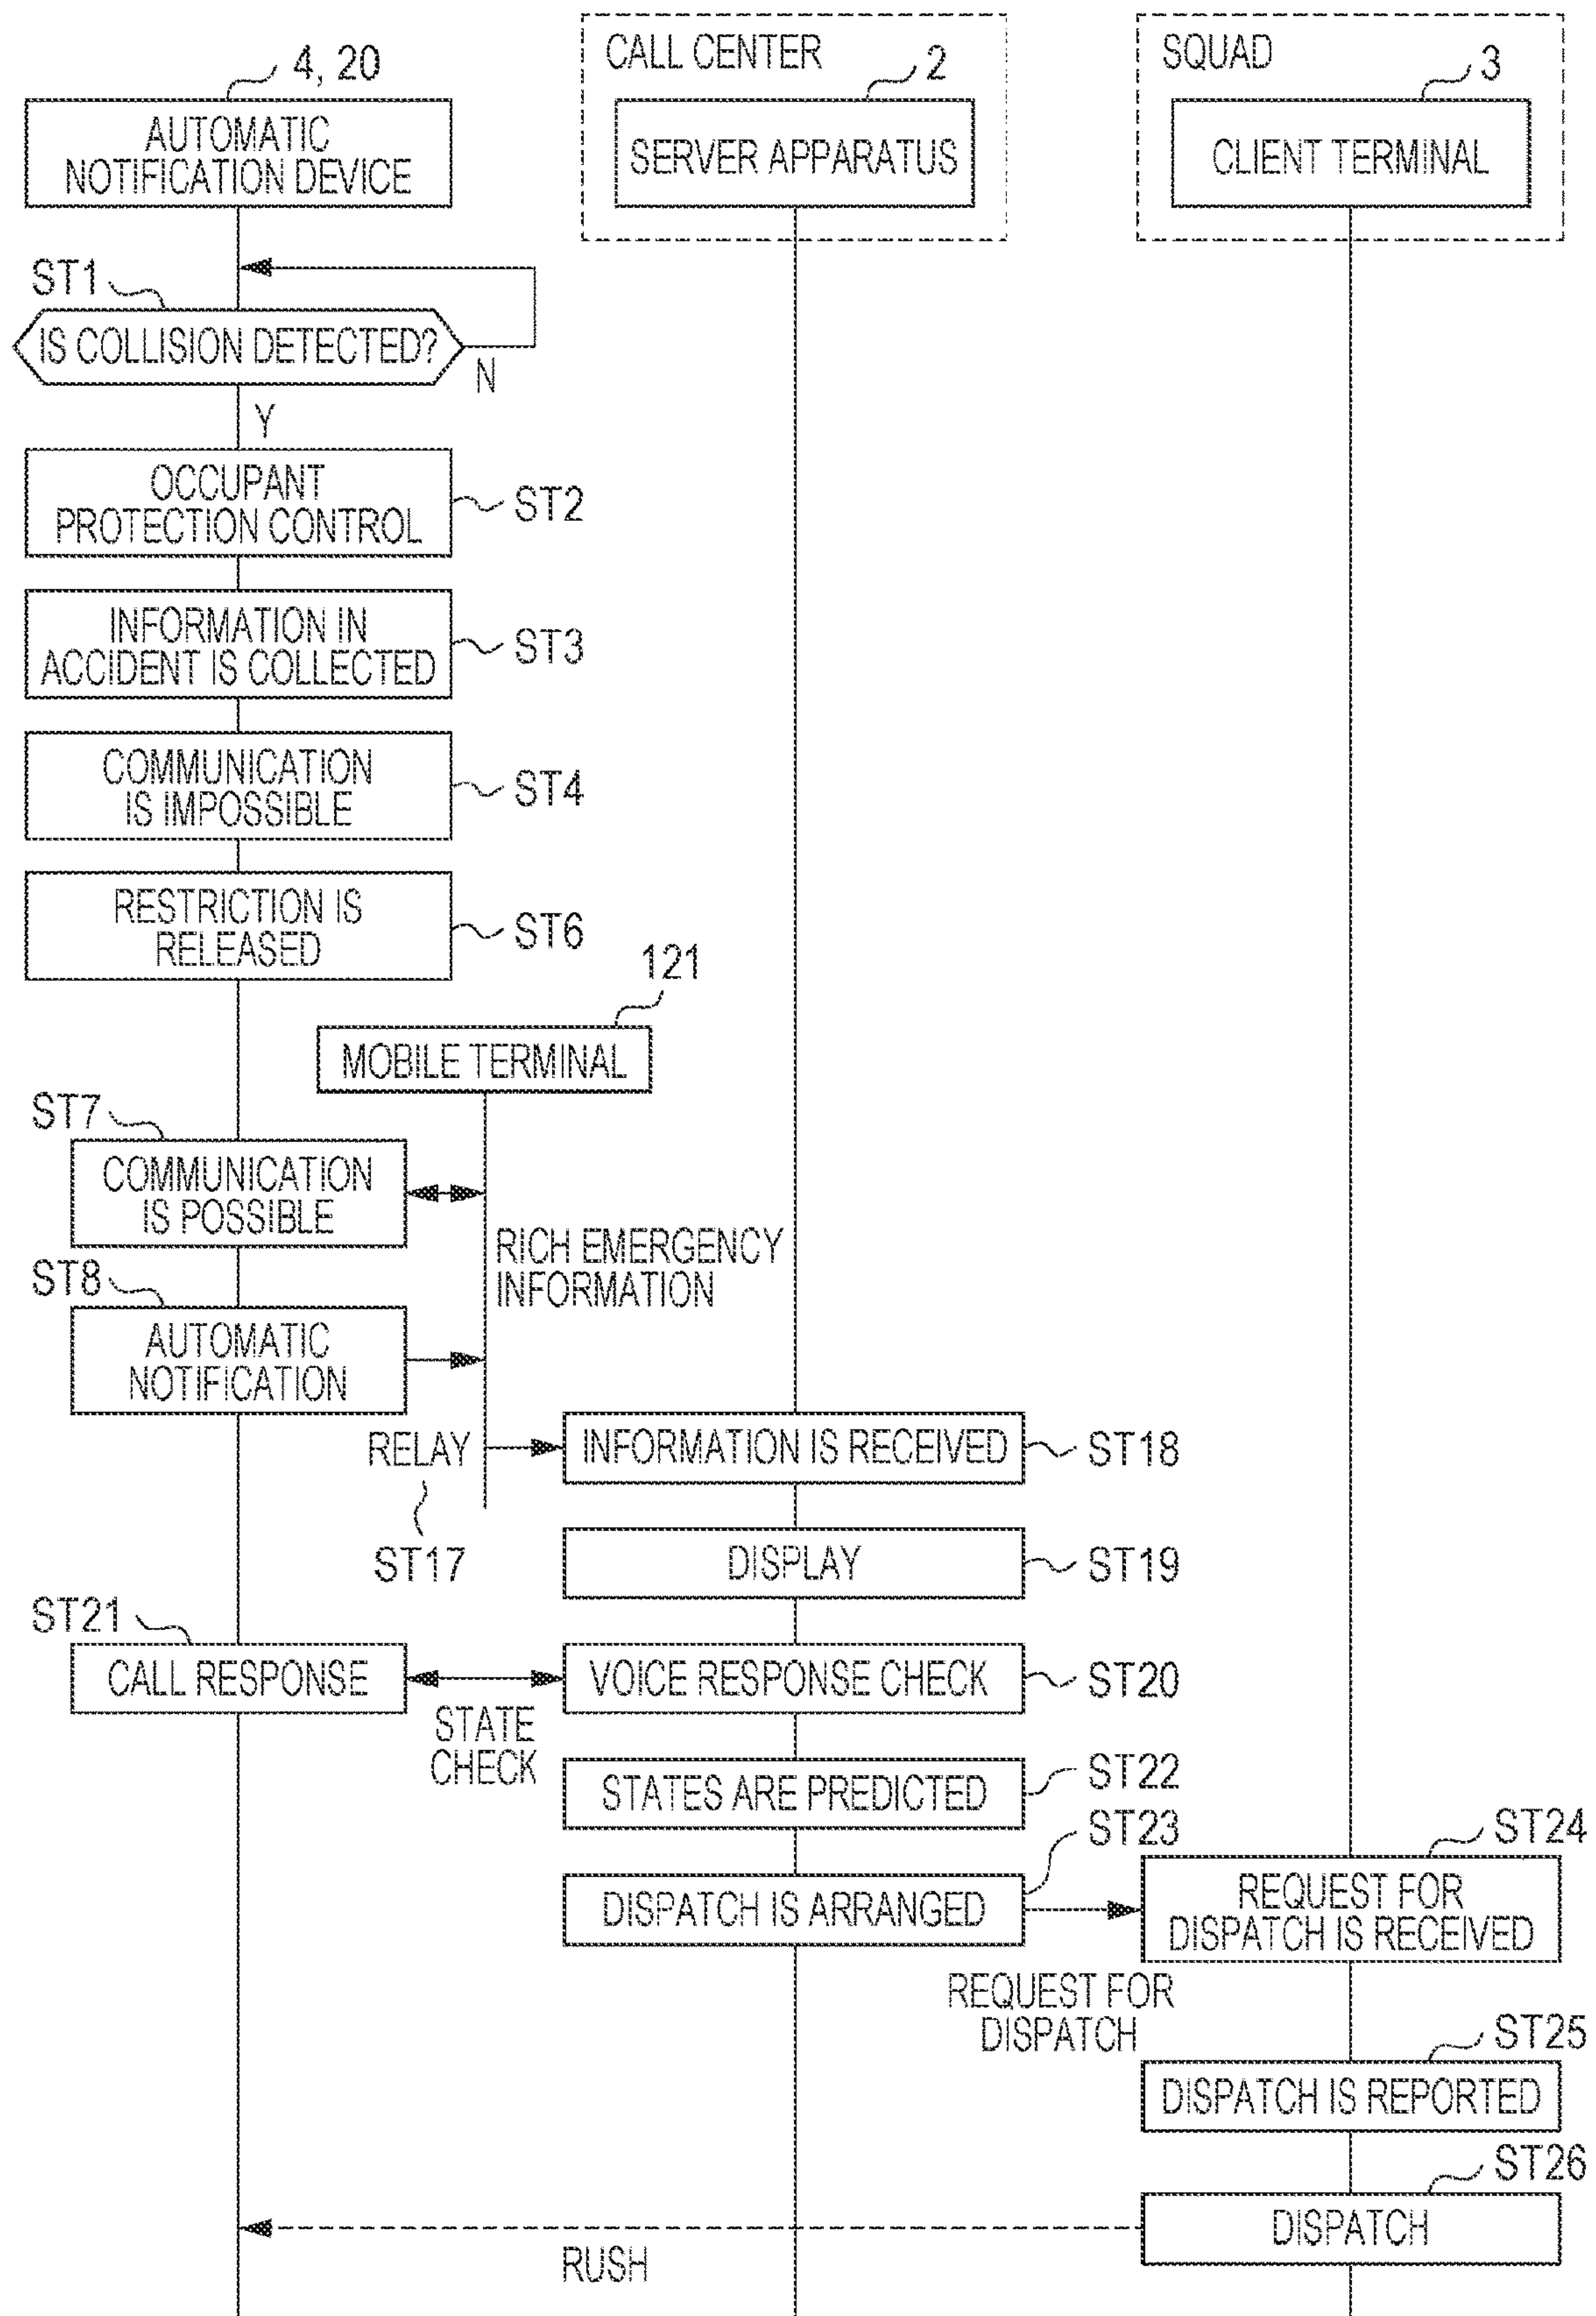 4, 20
AUTOMATIC
NOTIFICATION DEVICE
CALL CENTER
2
SERVER APPARATUS
SQUAD
3
CLIENT TERMINAL
ST1
IS COLLISION DETECTED?
N
Y
OCCUPANT
PROTECTION CONTROL
ST2
INFORMATION IN
ACCIDENT IS COLLECTED
ST3
COMMUNICATION
IS IMPOSSIBLE
ST4
RESTRICTION IS
RELEASED
ST6
121
MOBILE TERMINAL
ST7
COMMUNICATION
IS POSSIBLE
RICH EMERGENCY
INFORMATION
ST8
AUTOMATIC
NOTIFICATION
RELAY
ST17
INFORMATION IS RECEIVED
ST18
DISPLAY
ST19
ST21
CALL RESPONSE
STATE
CHECK
VOICE RESPONSE CHECK
ST20
STATES ARE PREDICTED
ST22
DISPATCH IS ARRANGED
ST23
REQUEST FOR
DISPATCH
ST24
REQUEST FOR
DISPATCH IS RECEIVED
ST25
DISPATCH IS REPORTED
ST26
DISPATCH
RUSH